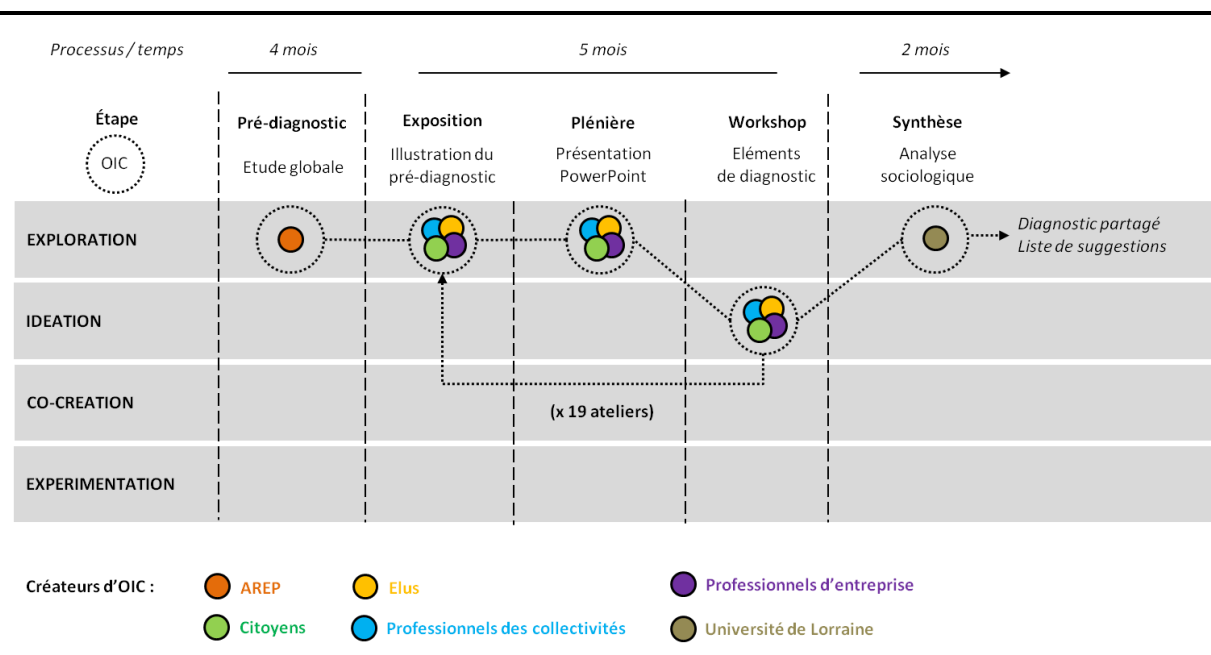 Processus / temps
4 mois
5 mois
2 mois
Étape
OIC
Pré-diagnostic
Etude globale
Exposition
Illustration du
pré-diagnostic
Plénière
Présentation
PowerPoint
Workshop
Eléments
de diagnostic
Synthèse
Analyse
sociologique
EXPLORATION
Diagnostic partagé
Liste de suggestions
IDEATION
CO-CREATION
(x 19 ateliers)
EXPERIMENTATION
Créateurs d’OIC :
AREP
Elus
Professionnels d’entreprise
Citoyens
Professionnels des collectivités
Université de Lorraine